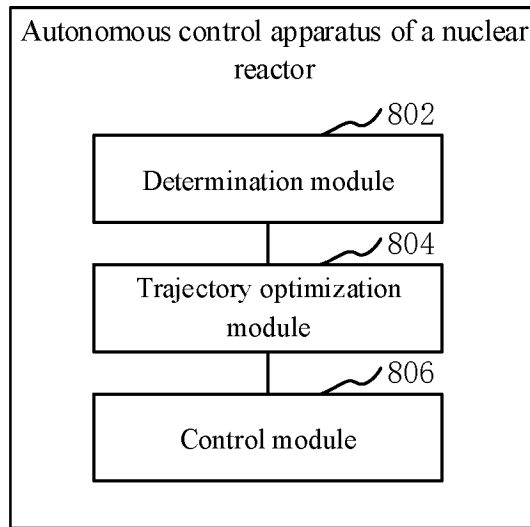 Autonomous control apparatus of a nuclear
reactor
802
Determination module
804
Trajectory optimization
module
806
Control module